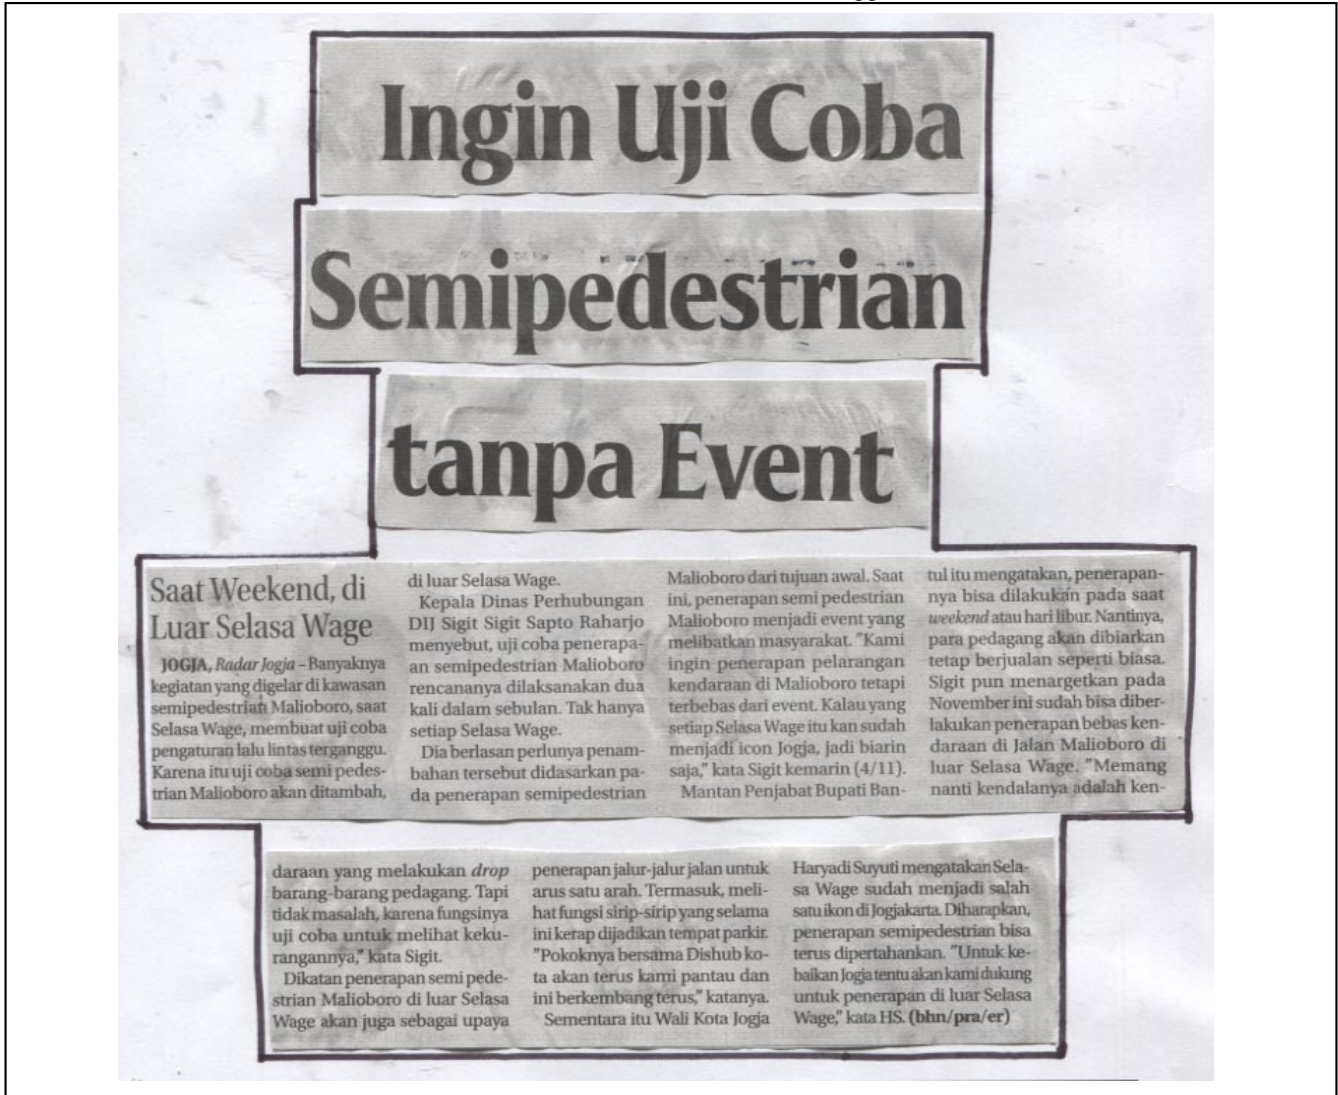 Ingin Uji Coba
Semipedestrian
tanpa Event
Saat Weekend, di
Luar Selasa Wage
JOGJA, Radar Jogja – Banyaknya
kegiatan yang digelar di kawasan
semipedestrian Malioboro, saat
Selasa Wage, membuat uji coba
pengaturan lalu lintas terganggu.
Karena itu uji coba semi pedes-
trian Malioboro akan ditambah,
di luar Selasa Wage.
Kepala Dinas Perhubungan
DIJ Sigit Sigit Sapto Raharjo
menyebut, uji coba penerapa-
an semipedestrian Malioboro
rencananya dilaksanakan dua
kali dalam sebulan. Tak hanya
setiap Selasa Wage.
Dia berlasan perlunya penam-
bahan tersebut didasarkan pa-
da penerapan semipedestrian
Malioboro dari tujuan awal. Saat
ini, penerapan semi pedestrian
Malioboro menjadi event yang
melibatkan masyarakat. "Kami
ingin penerapan pelarangan
kendaraan di Malioboro tetapi
terbebas dari event. Kalau yang
setiap Selasa Wage itu kan sudah
menjadi icon Jogja, jadi biarin
saja," kata Sigit kemarin (4/11).
Mantan Penjabat Bupati Ban-
tul itu mengatakan, penerapan-
nya bisa dilakukan pada saat
weekend atau hari libur. Nantinya,
para pedagang akan dibiarkan
tetap berjualan seperti biasa.
Sigit pun menargetkan pada
November ini sudah bisa diber-
lakukan penerapan bebas ken-
daraan di Jalan Malioboro di
luar Selasa Wage. "Memang
nanti kendalanya adalah ken-
daraan yang melakukan drop
barang-barang pedagang. Tapi
tidak masalah, karena fungsinya
uji coba untuk melihat keku-
rangannya," kata Sigit.
Dikatan penerapan semi pede-
strian Malioboro di luar Selasa
Wage akan juga sebagai upaya
penerapan jalur-jalur jalan untuk
arus satu arah. Termasuk, meli-
hat fungsi sirip-sirip yang selama
ini kerap dijadikan tempat parkir.
"Pokoknya bersama Dishub ko-
ta akan terus kami pantau dan
ini berkembang terus," katanya.
Sementara itu Wali Kota Jogja
Haryadi Suyuti mengatakan Sela-
sa Wage sudah menjadi salah
satu ikon di Jogjakarta. Diharapkan,
penerapan semipedestrian bisa
terus dipertahankan. "Untuk ke-
baikan Jogja tentu akan kami dukung
untuk penerapan di luar Selasa
Wage," kata HS. (bhn/pra/er)